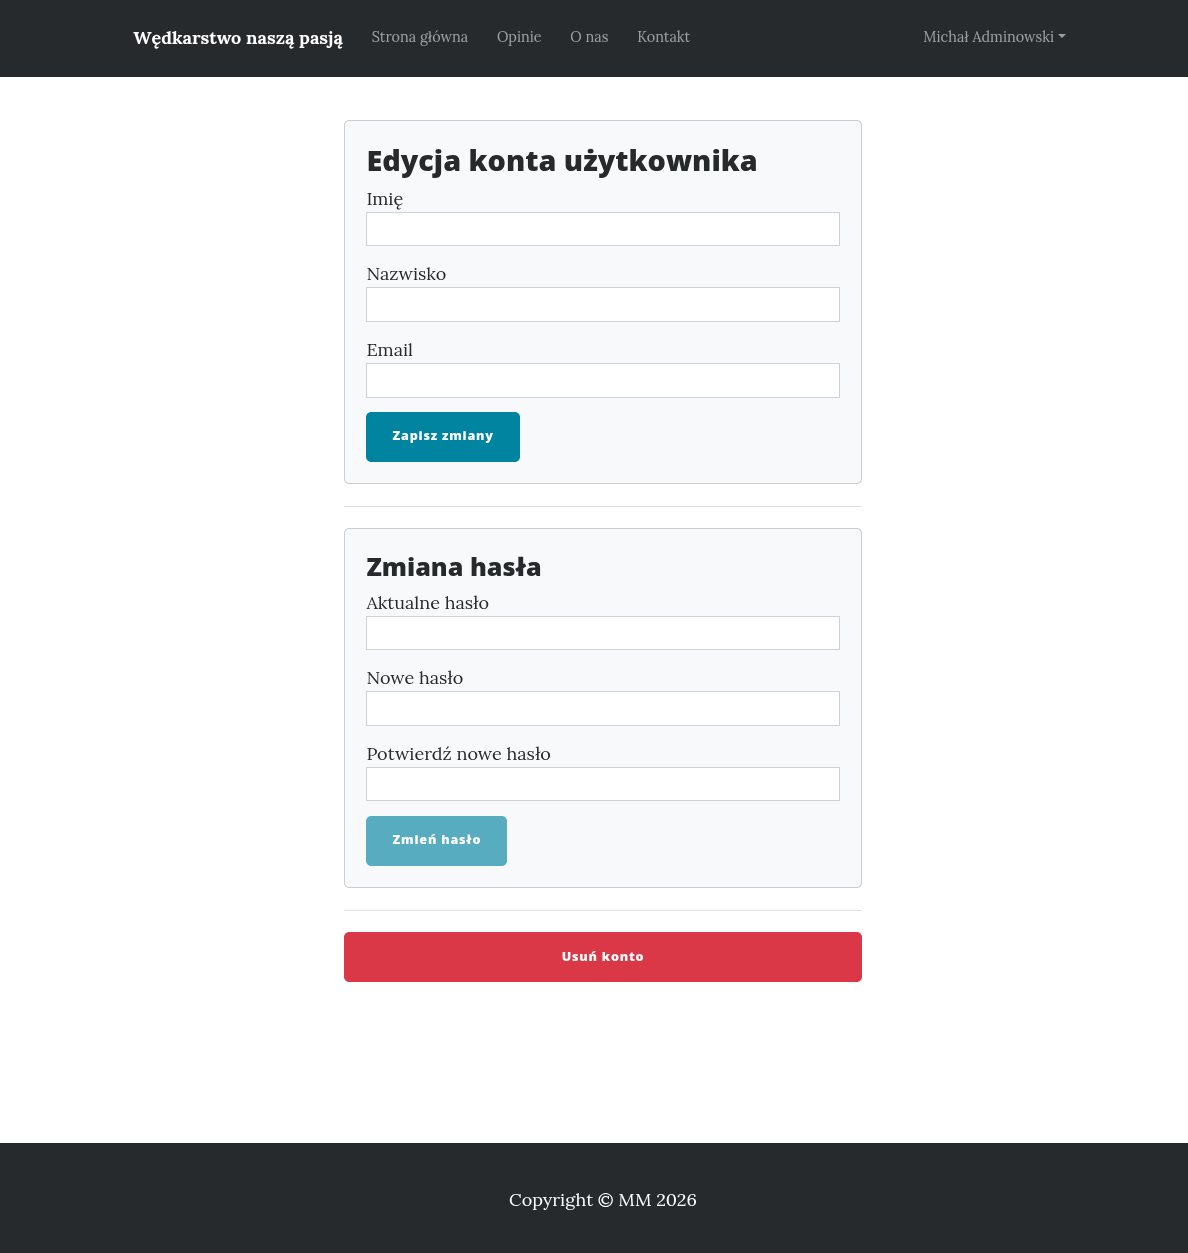 Wędkarstwo naszą pasją Strona główna Opinie O nas Kontakt Michał Adminowski
Edycja konta użytkownika
Imię
Nazwisko
Email
Zapisz zmiany
Zmiana hasła
Aktualne hasło
Nowe hasło
Potwierdź nowe hasło
Zmień hasło
Usuń konto
Copyright © MM 2026